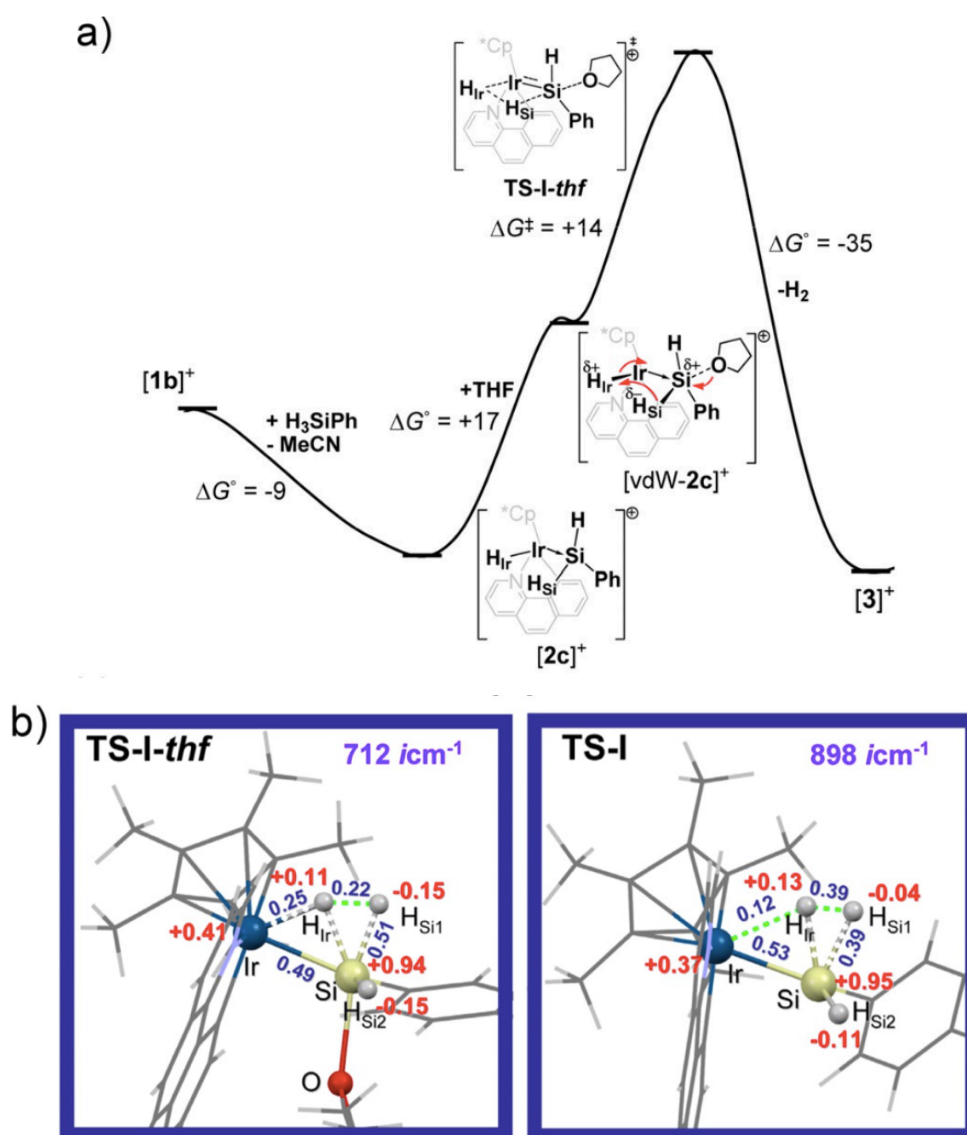 a)
*Cp
H
‡
⊕
H_Ir
Ir
Si
O
H_Si
N
Ph
TS-I-thf
ΔG‡ = +14
ΔG° = -35
-H₂
*Cp
H
⊕
δ+
H_Ir
Ir
δ+
Si
O
δ-
H_Si
N
Ph
[vdW-2c]⁺
[1b]⁺
+ H₃SiPh
- MeCN
+THF
ΔG° = +17
ΔG° = -9
*Cp
H
⊕
H_Ir
Ir
Si
H_Si
N
Ph
[2c]⁺
[3]⁺
b)
TS-I-thf
712 icm⁻¹
+0.11
0.22
-0.15
0.25
H_Ir
H_Si1
+0.41
0.51
Ir
0.49
+0.94
Si
-0.15
H_Si2
O
TS-I
898 icm⁻¹
+0.13
0.39
-0.04
0.12
H_Ir
H_Si1
+0.37
0.39
Ir
0.53
+0.95
Si
H_Si2
-0.11